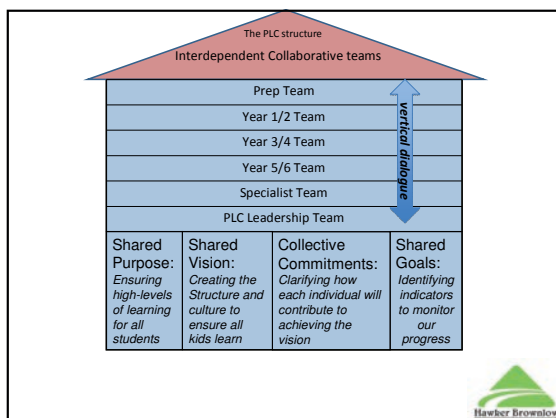 The PLC structure
Interdependent Collaborative teams
Prep Team
Year 1/2 Team
Year 3/4 Team
Year 5/6 Team
Specialist Team
PLC Leadership Team
vertical dialogue
Shared
Purpose:
Ensuring
high-levels
of learning
for all
students
Shared
Vision:
Creating the
Structure and
culture to
ensure all
kids learn
Collective
Commitments:
Clarifying how
each individual will
contribute to
achieving the
vision
Shared
Goals:
Identifying
indicators
to monitor
our
progress
Hawker Brownlow